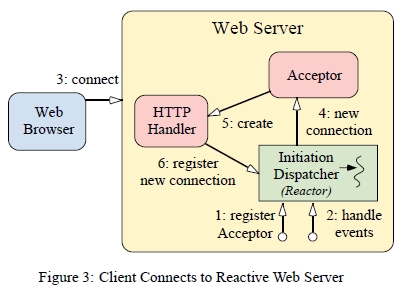 Web Server
3: connect
Acceptor
Web
Browser
HTTP
Handler
5: create
4: new
connection
6: register
new connection
Initiation
Dispatcher
(Reactor)
1: register
Acceptor
2: handle
events
Figure 3: Client Connects to Reactive Web Server